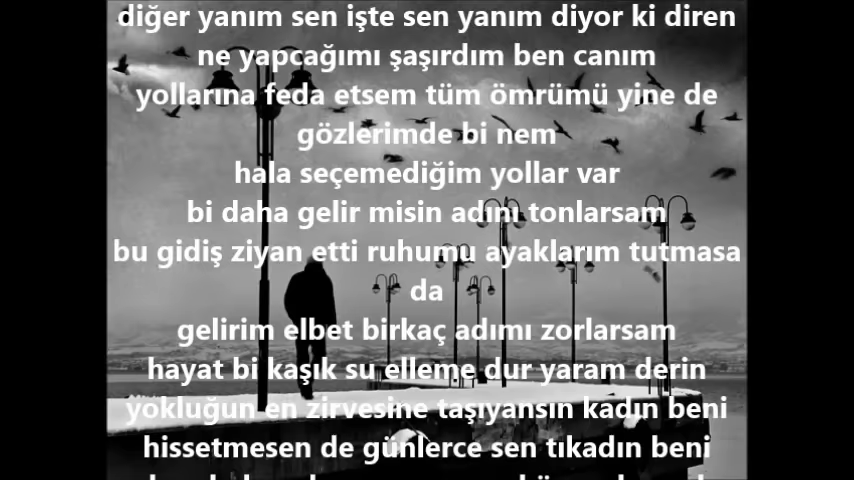 diğer yanım sen işte sen yanım diyor ki diren
ne yapcağımı şaşırdım ben canım
yollarına feda etsem tüm ömrümü yine de
gözlerimde bi nem
hala seçemediğim yollar var
bi daha gelir misin adını tonlarsam
bu gidiş ziyan etti ruhumu ayaklarım tutmasa
da
gelirim elbet birkaç adımı zorlarsam
hayat bi kaşık su elleme dur yaram derin
yokluğun en zirvesine taşıyansın kadın beni
hissetmesen de günlerce sen tıkadın beni